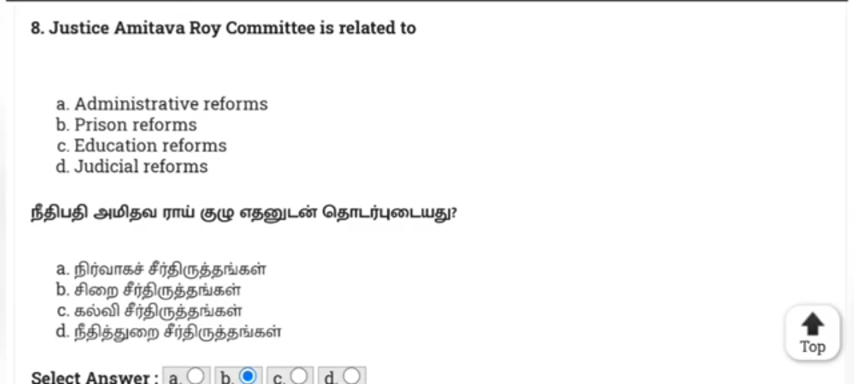 8. Justice Amitava Roy Committee is related to
a. Administrative reforms
b. Prison reforms
c. Education reforms
d. Judicial reforms
நீதிபதி அமிதவ ராய் குழு எதனுடன் தொடர்புடையது?
a. நிர்வாகச் சீர்திருத்தங்கள்
b. சிறை சீர்திருத்தங்கள்
c. கல்வி சீர்திருத்தங்கள்
d. நீதித்துறை சீர்திருத்தங்கள்
Top
Select Answer : a. b. c. d.